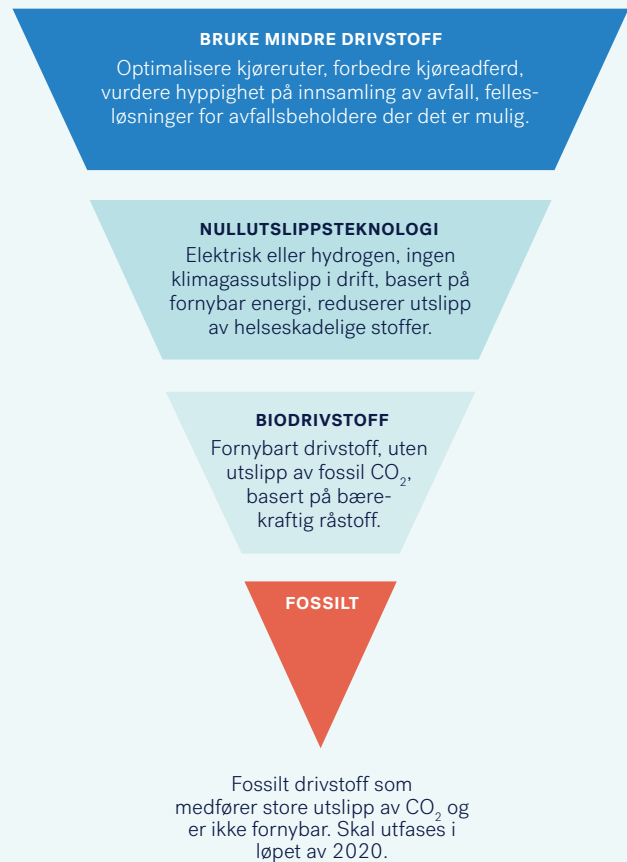 BRUKE MINDRE DRIVSTOFF
Optimalisere kjøreruter, forbedre kjøreadferd,
vurdere hyppighet på innsamling av avfall, felles-
løsninger for avfallsbeholdere der det er mulig.
NULLUTSLIPPSTEKNOLOGI
Elektrisk eller hydrogen, ingen
klimagassutslipp i drift, basert på
fornybar energi, reduserer utslipp
av helseskadelige stoffer.
BIODRIVSTOFF
Fornybart drivstoff, uten
utslipp av fossil CO₂,
basert på bære-
kraftig råstoff.
FOSSILT
Fossilt drivstoff som
medfører store utslipp av CO₂ og
er ikke fornybar. Skal utfases i
løpet av 2020.